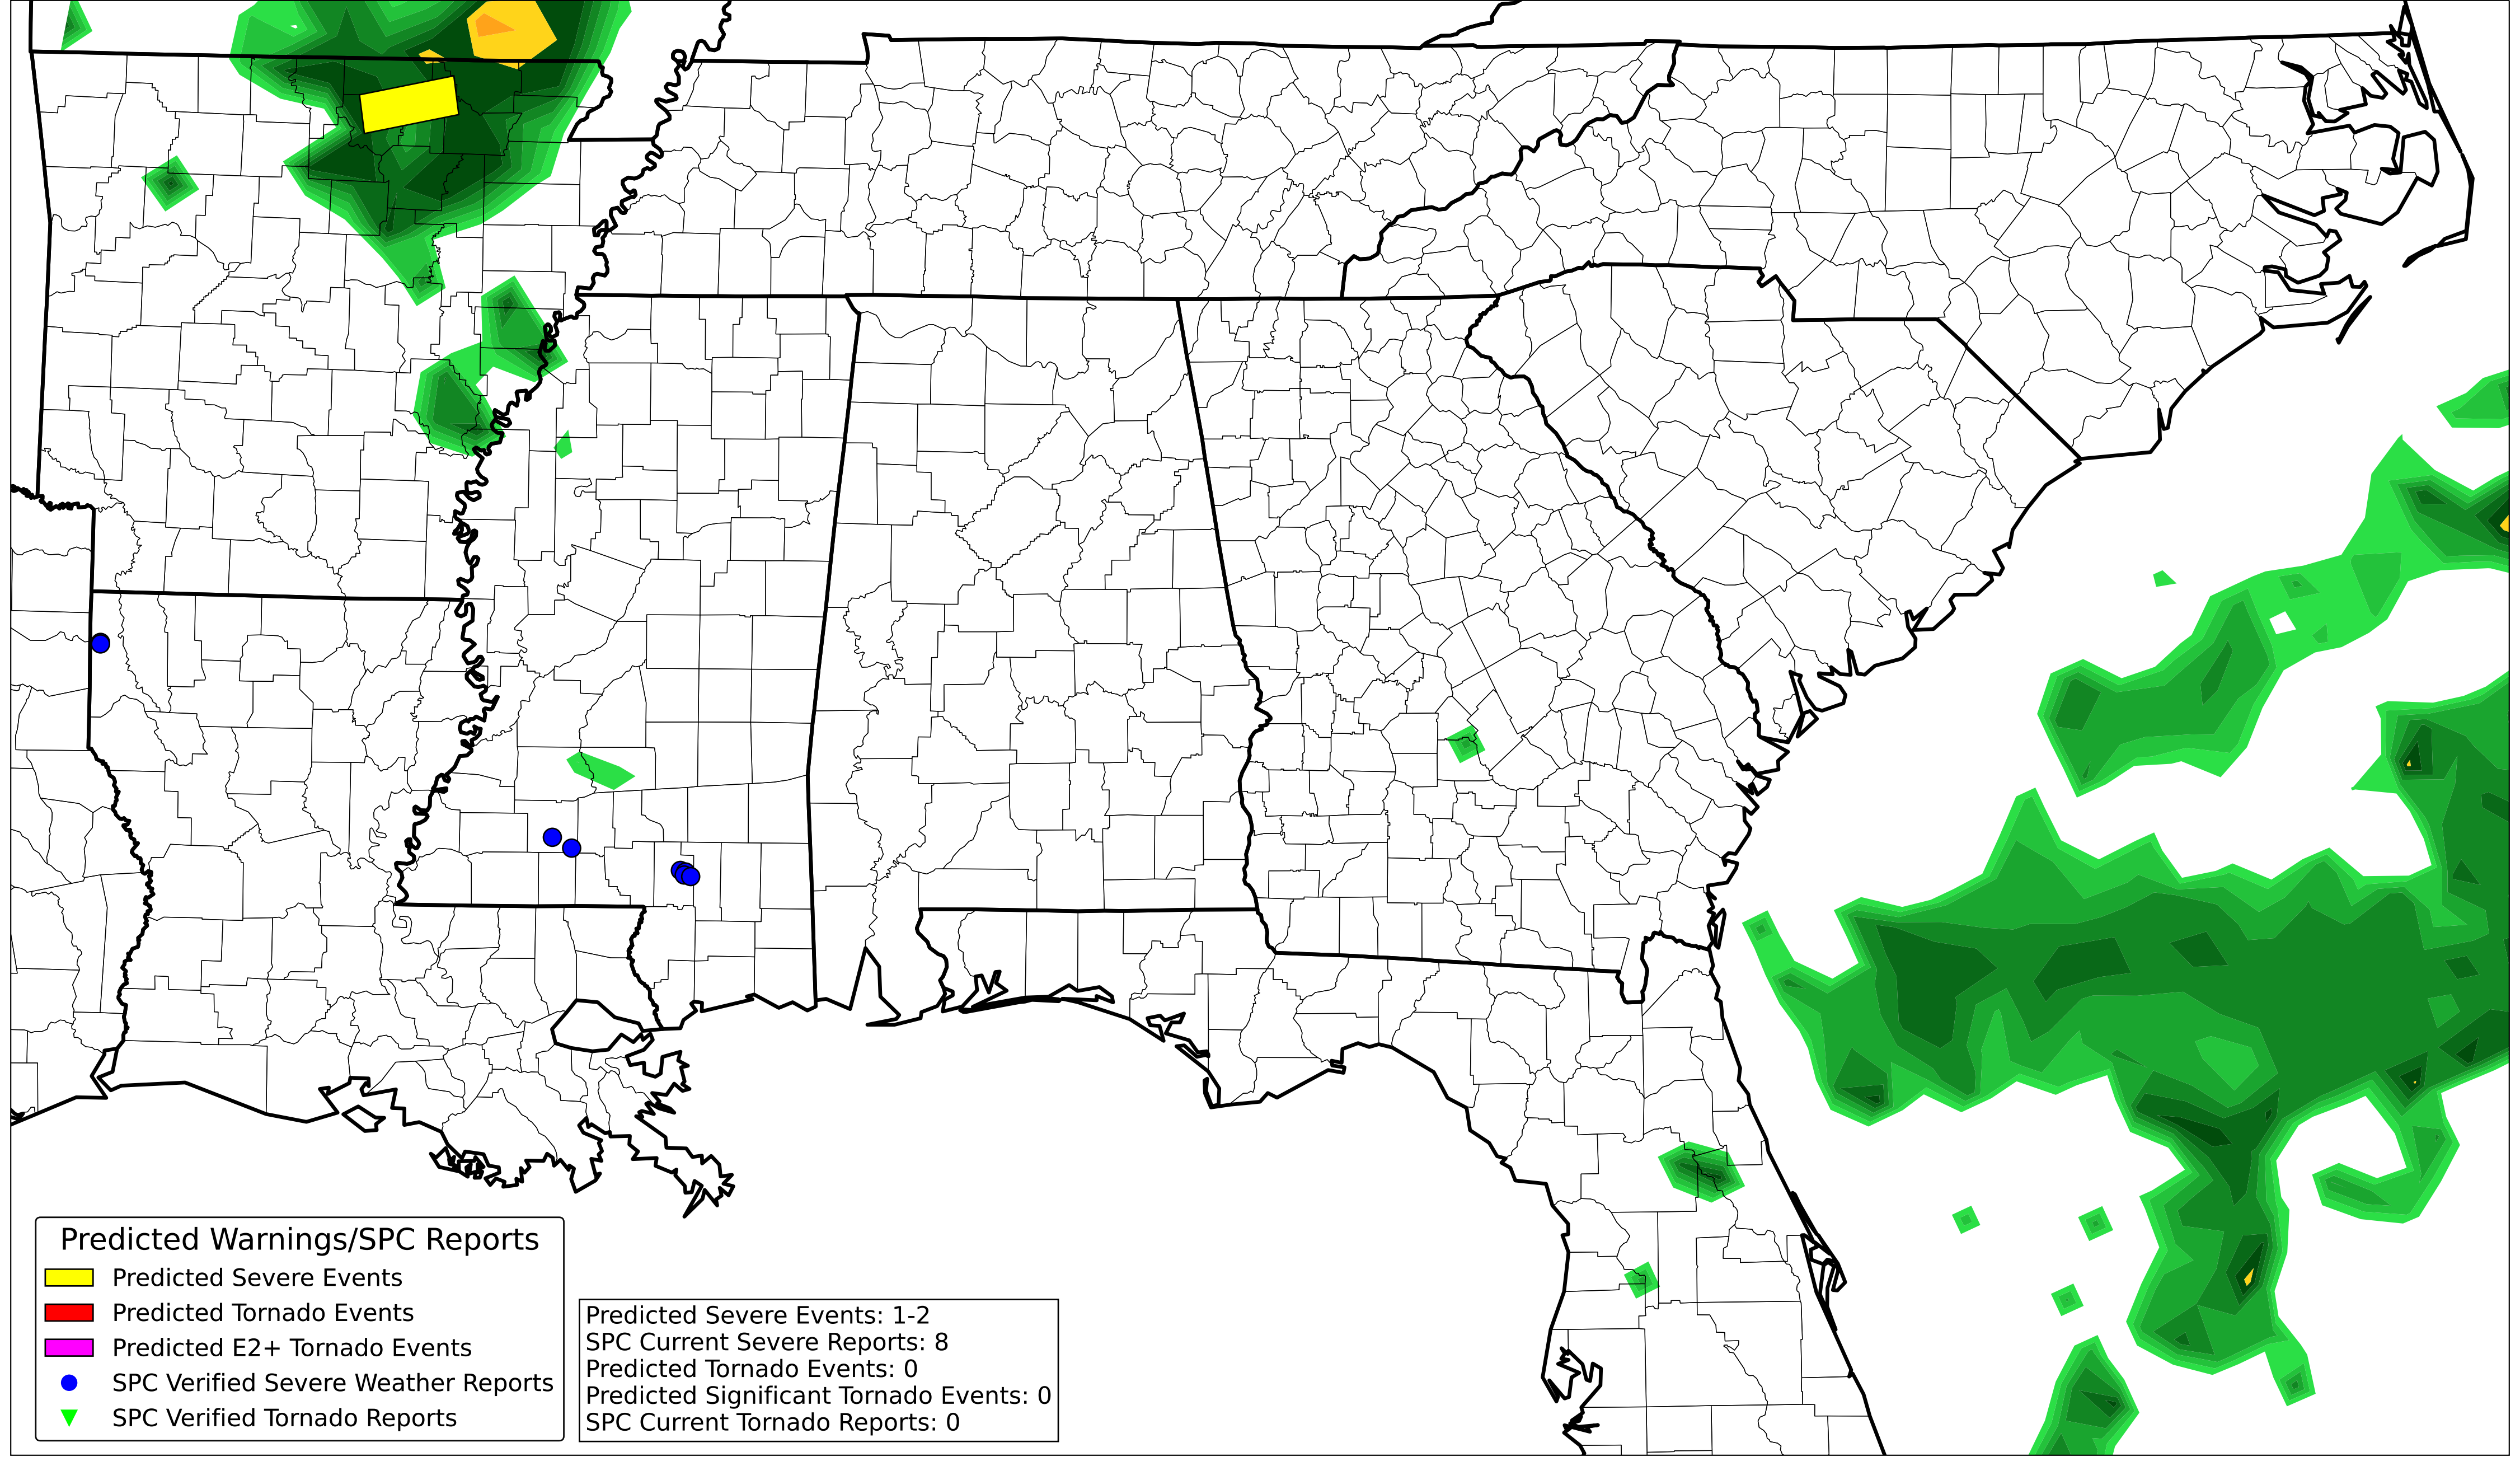 Predicted Warnings/SPC Reports
Predicted Severe Events
Predicted Tornado Events
Predicted E2+ Tornado Events
SPC Verified Severe Weather Reports
SPC Verified Tornado Reports
Predicted Severe Events: 1-2
SPC Current Severe Reports: 8
Predicted Tornado Events: 0
Predicted Significant Tornado Events: 0
SPC Current Tornado Reports: 0